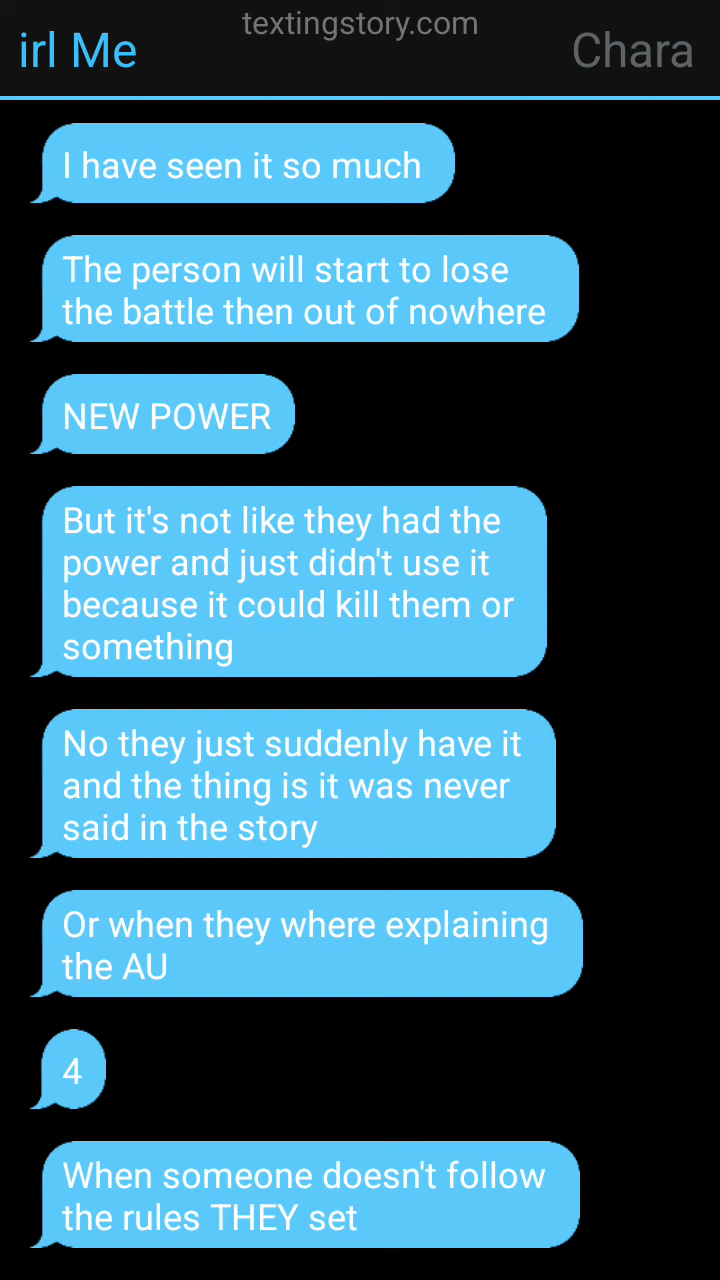 textingstory.com
irl Me
Chara
I have seen it so much
The person will start to lose
the battle then out of nowhere
NEW POWER
But it's not like they had the
power and just didn't use it
because it could kill them or
something
No they just suddenly have it
and the thing is it was never
said in the story
Or when they where explaining
the AU
4
When someone doesn't follow
the rules THEY set